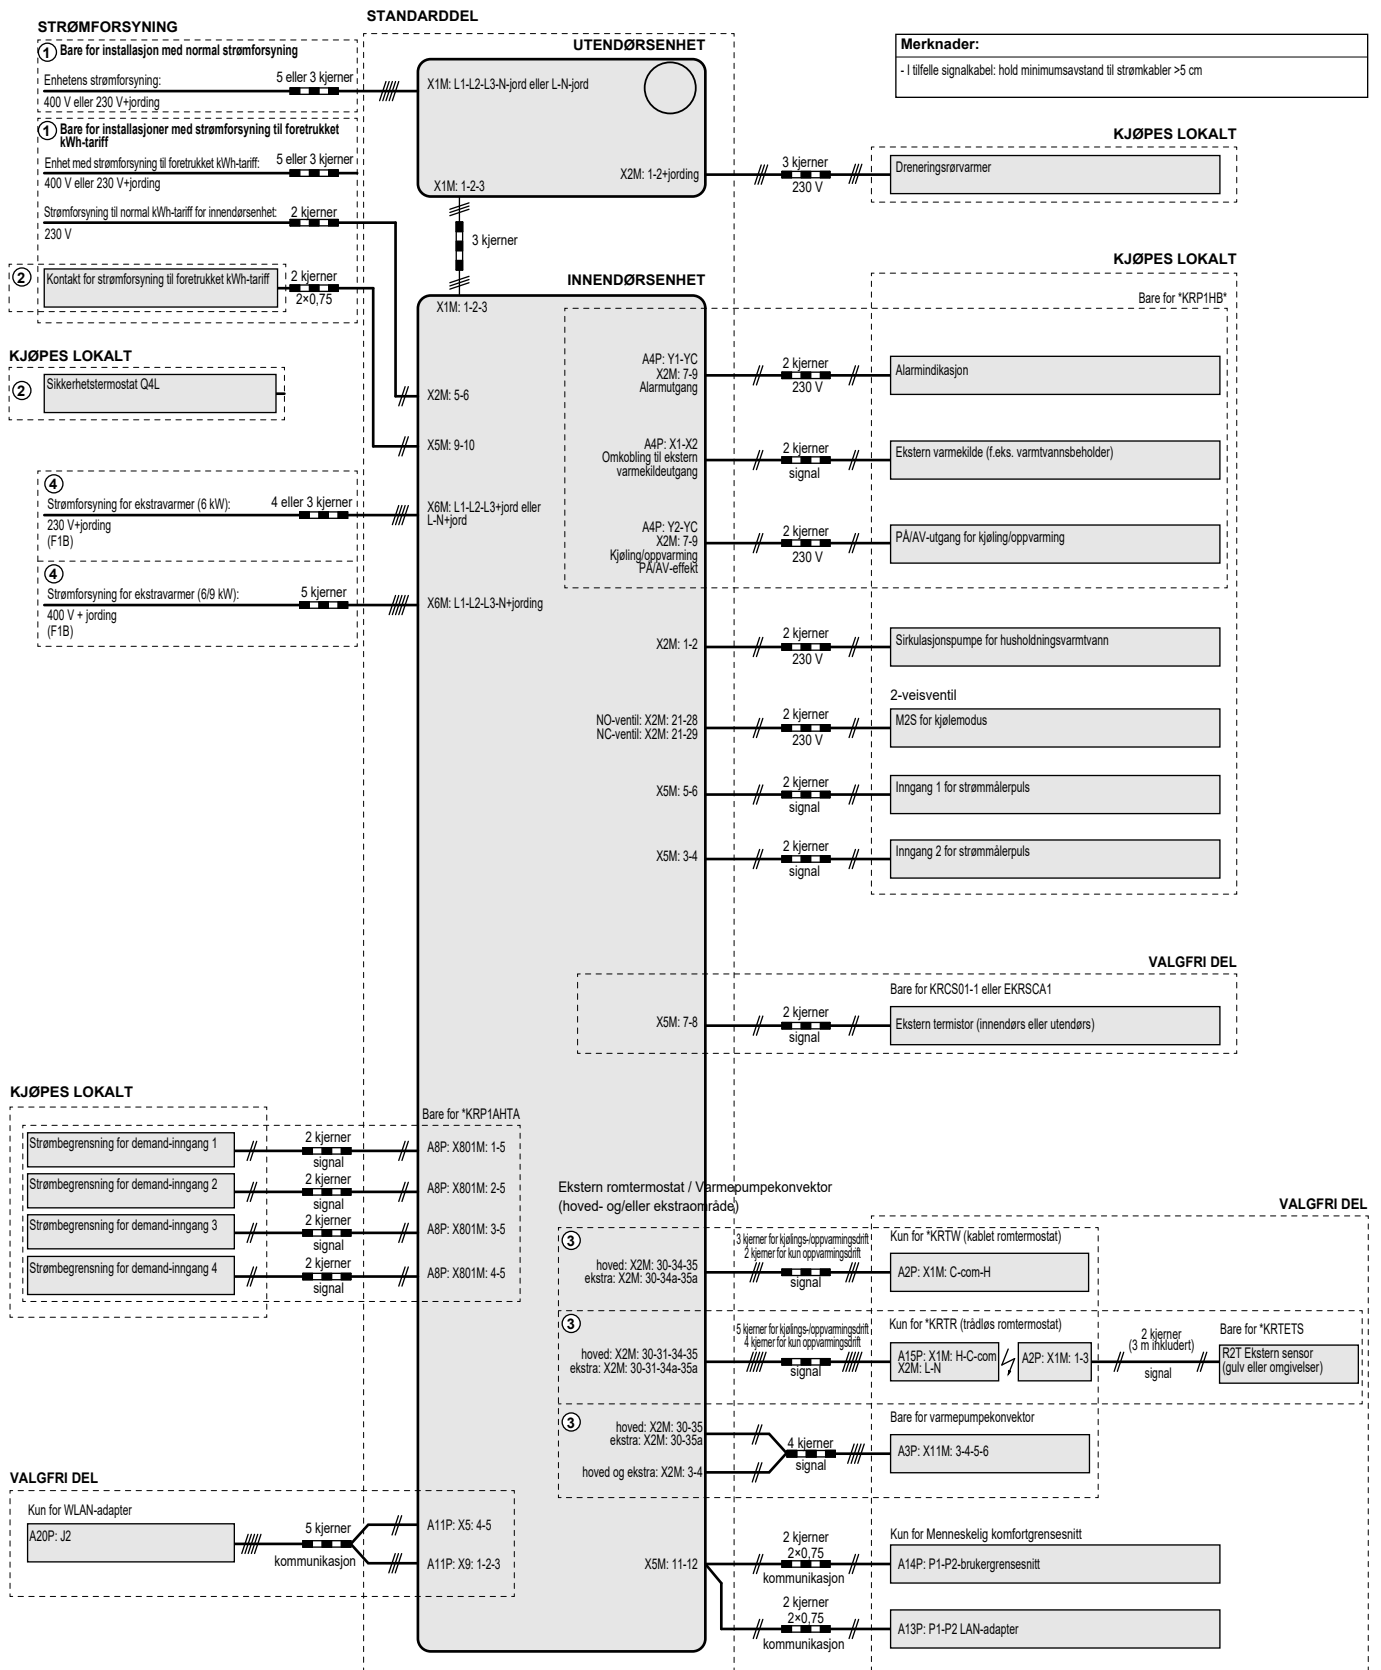 STANDARDDEL
STRØMFORSYNING
① Bare for installasjon med normal strømforsyning
Enhetens strømforsyning:
5 eller 3 kjerner
400 V eller 230 V+jording
① Bare for installasjoner med strømforsyning til foretrukket
kWh-tariff
Enhet med strømforsyning til foretrukket kWh-tariff:
5 eller 3 kjerner
400 V eller 230 V+jording
Strømforsyning til normal kWh-tariff for innendørsenhet:
2 kjerner
230 V
②
Kontakt for strømforsyning til foretrukket kWh-tariff
2 kjerner
2×0,75
KJØPES LOKALT
②
Sikkerhetstermostat Q4L
④
Strømforsyning for ekstravarmer (6 kW):
4 eller 3 kjerner
230 V+jording
(F1B)
④
Strømforsyning for ekstravarmer (6/9 kW):
5 kjerner
400 V + jording
(F1B)
UTENDØRSENHET
X1M: L1-L2-L3-N-jord eller L-N-jord
X2M: 1-2+jording
X1M: 1-2-3
3 kjerner
INNENDØRSENHET
X1M: 1-2-3
X2M: 5-6
X5M: 9-10
X6M: L1-L2-L3+jord eller
L-N+jord
X6M: L1-L2-L3-N+jording
Merknader:
- I tilfelle signalkabel: hold minimumsavstand til strømkabler >5 cm
KJØPES LOKALT
3 kjerner
230 V
Dreneringsrørvarmer
KJØPES LOKALT
Bare for *KRP1HB*
A4P: Y1-YC
X2M: 7-9
Alarmutgang
2 kjerner
230 V
Alarmindikasjon
A4P: X1-X2
Omkobling til ekstern
varmekildeutgang
2 kjerner
signal
Ekstern varmekilde (f.eks. varmtvannsbeholder)
A4P: Y2-YC
X2M: 7-9
Kjøling/oppvarming
PÅ/AV-effekt
2 kjerner
230 V
PÅ/AV-utgang for kjøling/oppvarming
X2M: 1-2
2 kjerner
230 V
Sirkulasjonspumpe for husholdningsvarmtvann
2-veisventil
NO-ventil: X2M: 21-28
NC-ventil: X2M: 21-29
2 kjerner
230 V
M2S for kjølemodus
X5M: 5-6
2 kjerner
signal
Inngang 1 for strømmålerpuls
X5M: 3-4
2 kjerner
signal
Inngang 2 for strømmålerpuls
VALGFRI DEL
Bare for KRCS01-1 eller EKRSCA1
X5M: 7-8
2 kjerner
signal
Ekstern termistor (innendørs eller utendørs)
KJØPES LOKALT
Bare for *KRP1AHTA
Strømbegrensning for demand-inngang 1
2 kjerner
signal
A8P: X801M: 1-5
Strømbegrensning for demand-inngang 2
2 kjerner
signal
A8P: X801M: 2-5
Strømbegrensning for demand-inngang 3
2 kjerner
signal
A8P: X801M: 3-5
Strømbegrensning for demand-inngang 4
2 kjerner
signal
A8P: X801M: 4-5
Ekstern romtermostat / Varmepumpekonvektor
(hoved- og/eller ekstraområde)
VALGFRI DEL
③
hoved: X2M: 30-34-35
ekstra: X2M: 30-34a-35a
3 kjerner for kjølings-/oppvarmingsdrift
2 kjerner for kun oppvarmingsdrift
signal
Kun for *KRTW (kablet romtermostat)
A2P: X1M: C-com-H
③
hoved: X2M: 30-31-34-35
ekstra: X2M: 30-31-34a-35a
5 kjerner for kjølings-/oppvarmingsdrift
4 kjerner for kun oppvarmingsdrift
signal
Kun for *KRTR (trådløs romtermostat)
A15P: X1M: H-C-com
X2M: L-N
A2P: X1M: 1-3
2 kjerner
(3 m inkludert)
signal
Bare for *KRTETS
R2T Ekstern sensor
(gulv eller omgivelser)
③
hoved: X2M: 30-35
ekstra: X2M: 30-35a
hoved og ekstra: X2M: 3-4
4 kjerner
signal
Bare for varmepumpekonvektor
A3P: X11M: 3-4-5-6
VALGFRI DEL
Kun for WLAN-adapter
A20P: J2
5 kjerner
kommunikasjon
A11P: X5: 4-5
A11P: X9: 1-2-3
X5M: 11-12
2 kjerner
2×0,75
kommunikasjon
Kun for Menneskelig komfortgrensesnitt
A14P: P1-P2-brukergrensesnitt
2 kjerner
2×0,75
kommunikasjon
A13P: P1-P2 LAN-adapter